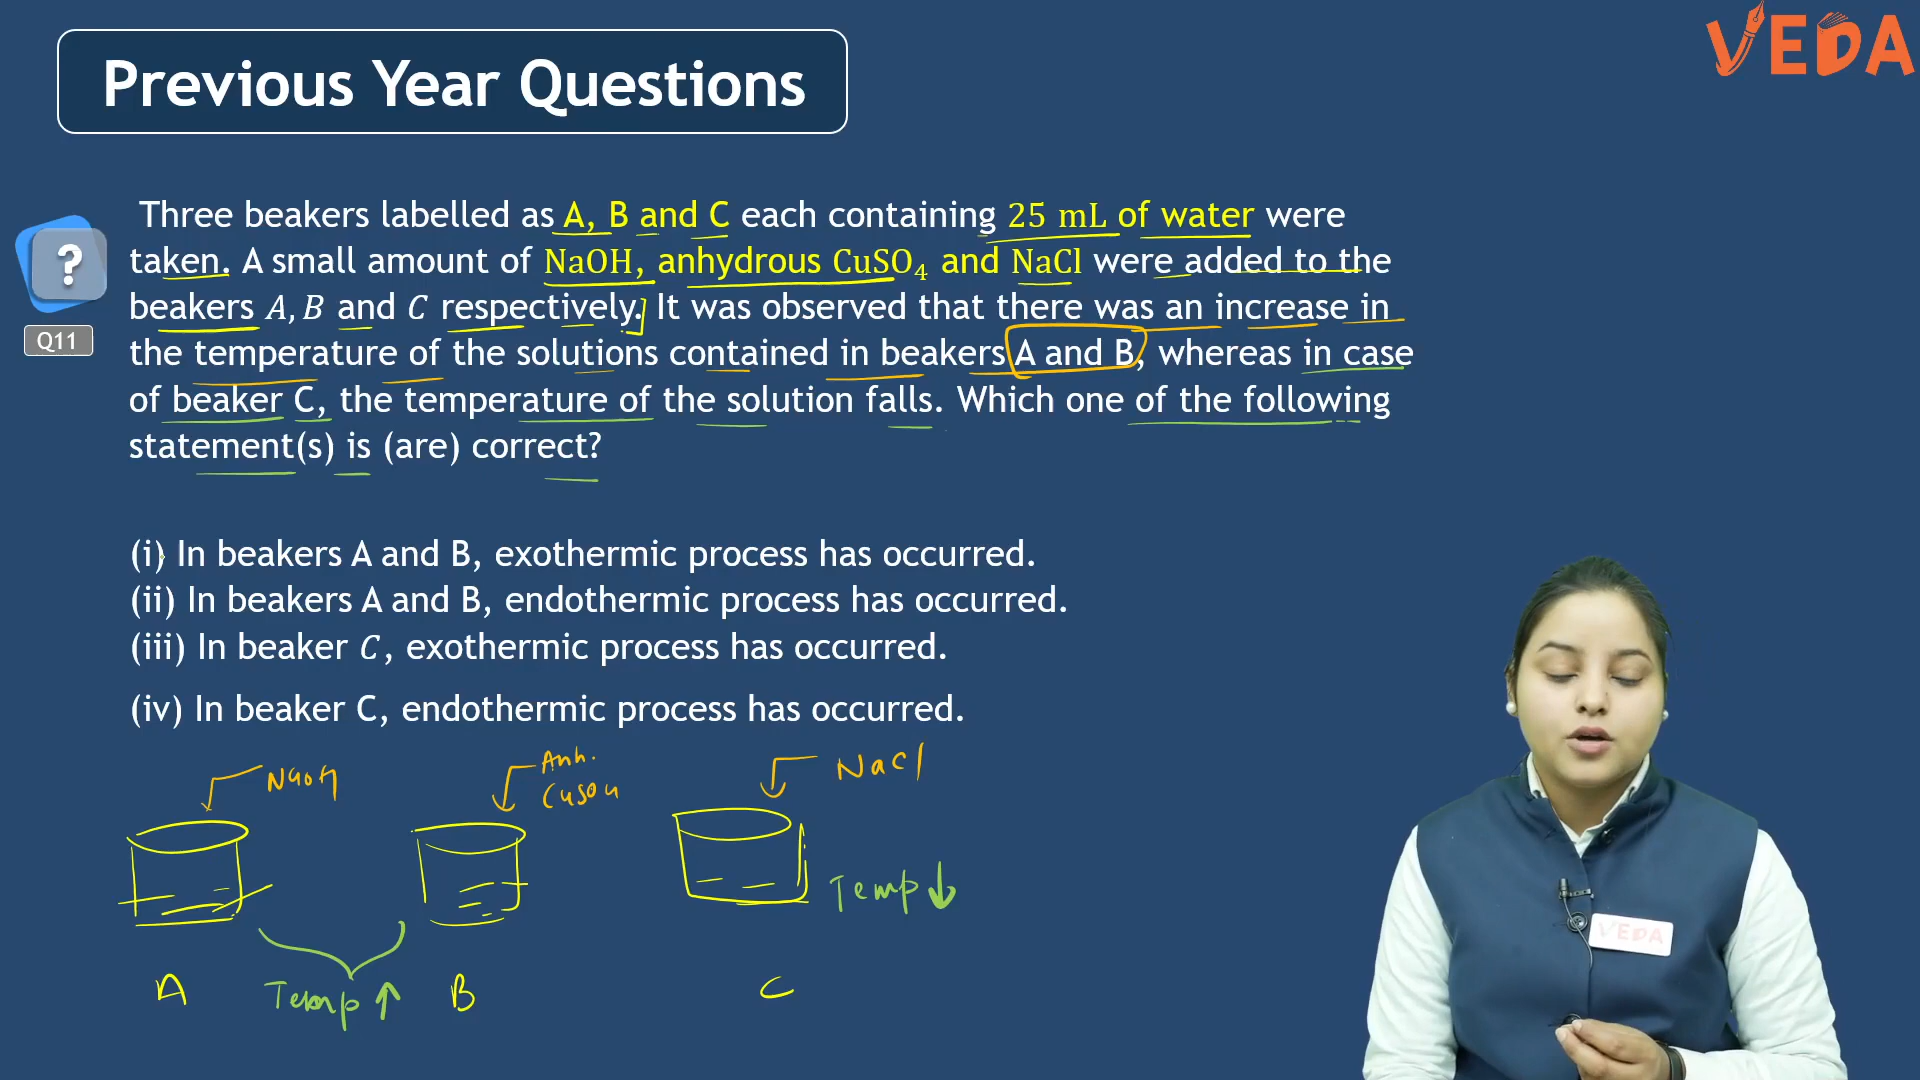 Previous Year Questions
VEDA
Three beakers labelled as A, B and C each containing 25 mL of water were
taken. A small amount of NaOH, anhydrous CuSO₄ and NaCl were added to the
beakers A, B and C respectively. It was observed that there was an increase in
the temperature of the solutions contained in beakers A and B, whereas in case
of beaker C, the temperature of the solution falls. Which one of the following
statement(s) is (are) correct?
?
Q11
(i) In beakers A and B, exothermic process has occurred.
(ii) In beakers A and B, endothermic process has occurred.
(iii) In beaker C, exothermic process has occurred.
(iv) In beaker C, endothermic process has occurred.
NaOH
Anh.
CuSO4
NaCl
Temp ↓
A
Temp ↑
B
C
VEDA